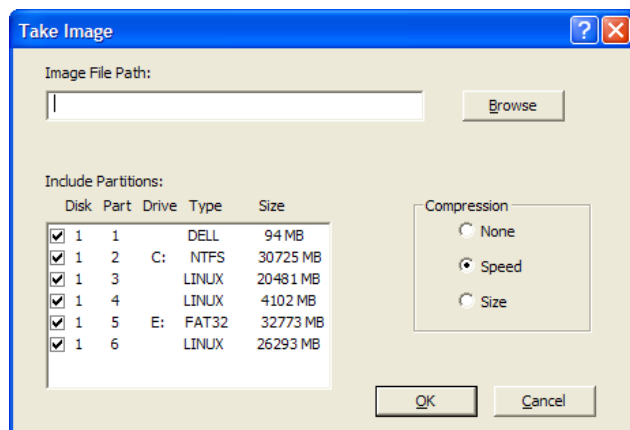 Take Image
Image File Path:
Browse
Include Partitions:
Disk Part Drive Type Size
1 1 DELL 94 MB
1 2 C: NTFS 30725 MB
1 3 LINUX 20481 MB
1 4 LINUX 4102 MB
1 5 E: FAT32 32773 MB
1 6 LINUX 26293 MB
Compression
None
Speed
Size
OK Cancel